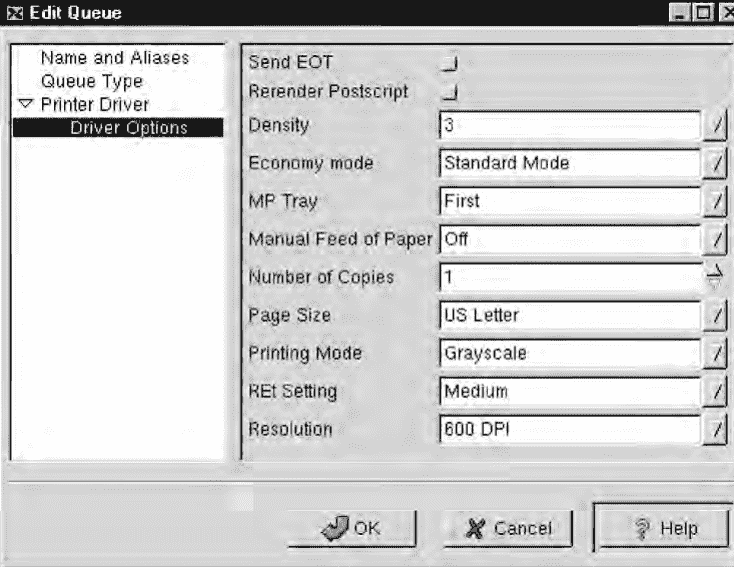 Edit Queue
Name and Aliases
Queue Type
Printer Driver
Driver Options
Send EOT
Rerender Postscript
Density 3
Economy mode Standard Mode
MP Tray First
Manual Feed of Paper Off
Number of Copies 1
Page Size US Letter
Printing Mode Grayscale
REt Setting Medium
Resolution 600 DPI
OK Cancel Help